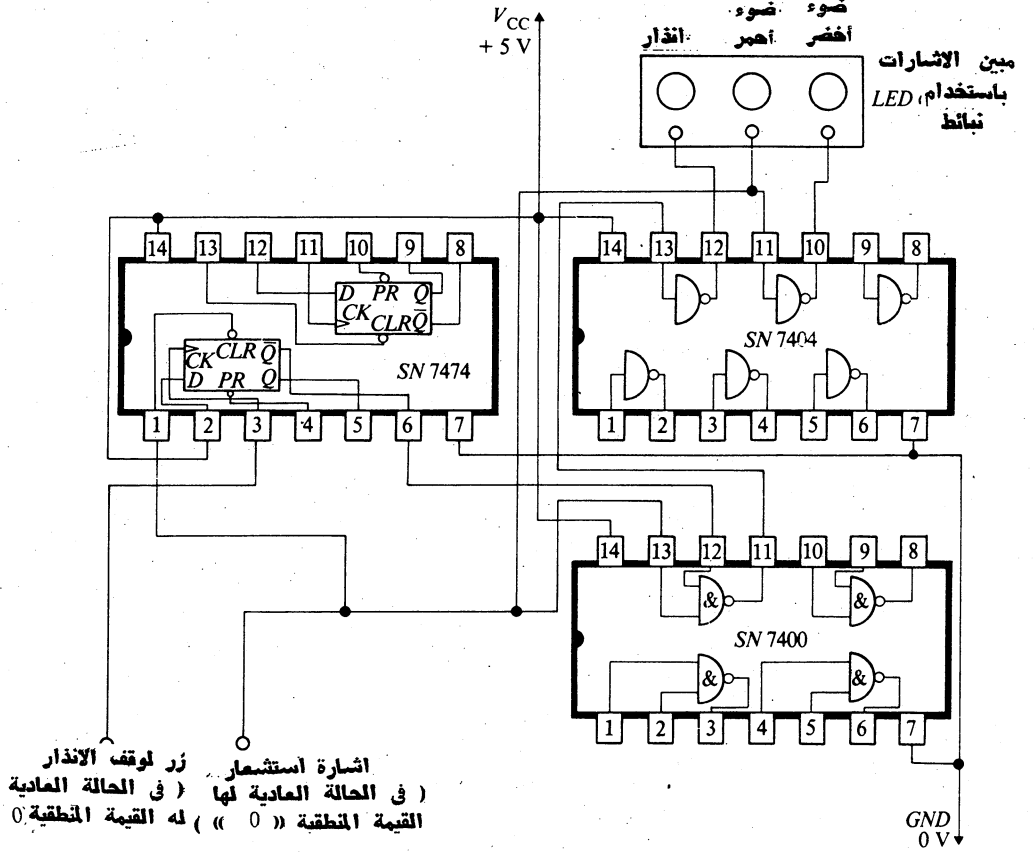 V CC
+ 5 V
ضوء
أخضر
ضوء
أحمر
انذار
مبين الاشارات
باستخدام LED
نبائط
14 13 12 11 10 9 8
D PR Q
CK CLR Q̅
CK CLR Q̅
D PR Q
SN 7474
1 2 3 4 5 6 7
14 13 12 11 10 9 8
SN 7404
1 2 3 4 5 6 7
14 13 12 11 10 9 8
& &
SN 7400
& &
1 2 3 4 5 6 7
زر لوقف الانذار
( فى الحالة العادية
له القيمة المنطقية 0
اشارة استشعار
( فى الحالة العادية لها
القيمة المنطقية (( 0 )) )
GND
0 V